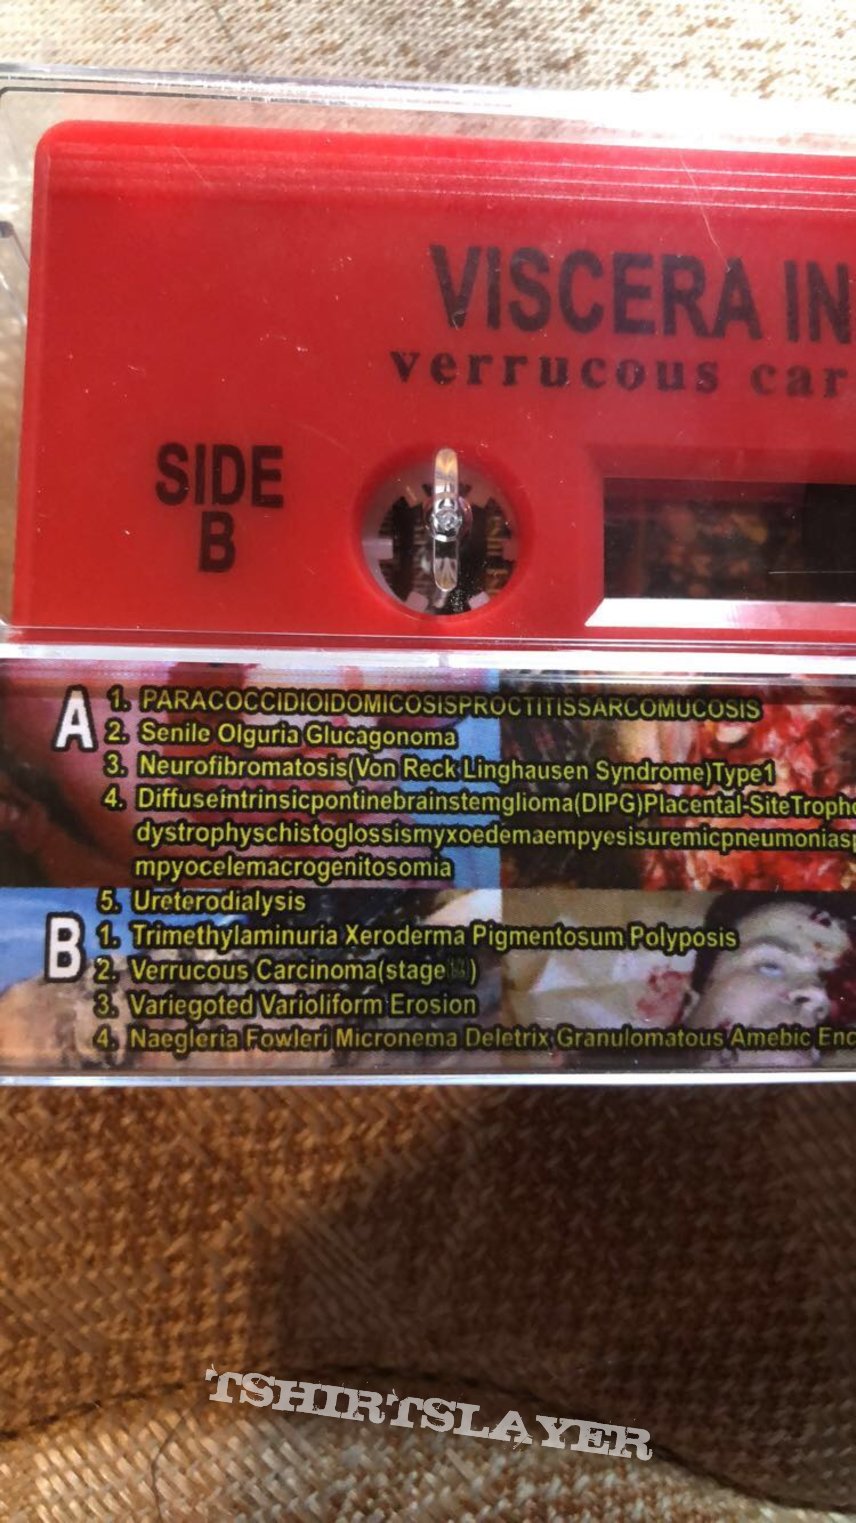 VISCERA IN
verrucous car
SIDE
B
A
1. PARACOCCIDIOIDOMICOSISPROCTITISSARCOMUCOSIS
2. Senile Olguria Glucagonoma
3. Neurofibromatosis(Von Reck Linghausen Syndrome)Type1
4. Diffuseintrinsicpontinebrainstemglioma(DIPG)Placental-SiteTropho
dystrophyschistoglossismyxoedemaempyesisuremicpneumoniasp
mpyocelemacrogenitosomia
5. Ureterodialysis
B
1. Trimethylaminuria Xeroderma Pigmentosum Polyposis
2. Verrucous Carcinoma(stage )
3. Variegoted Varioliform Erosion
4. Naegleria Fowleri Micronema Deletrix Granulomatous Amebic Enc
TSHIRTSLAYER